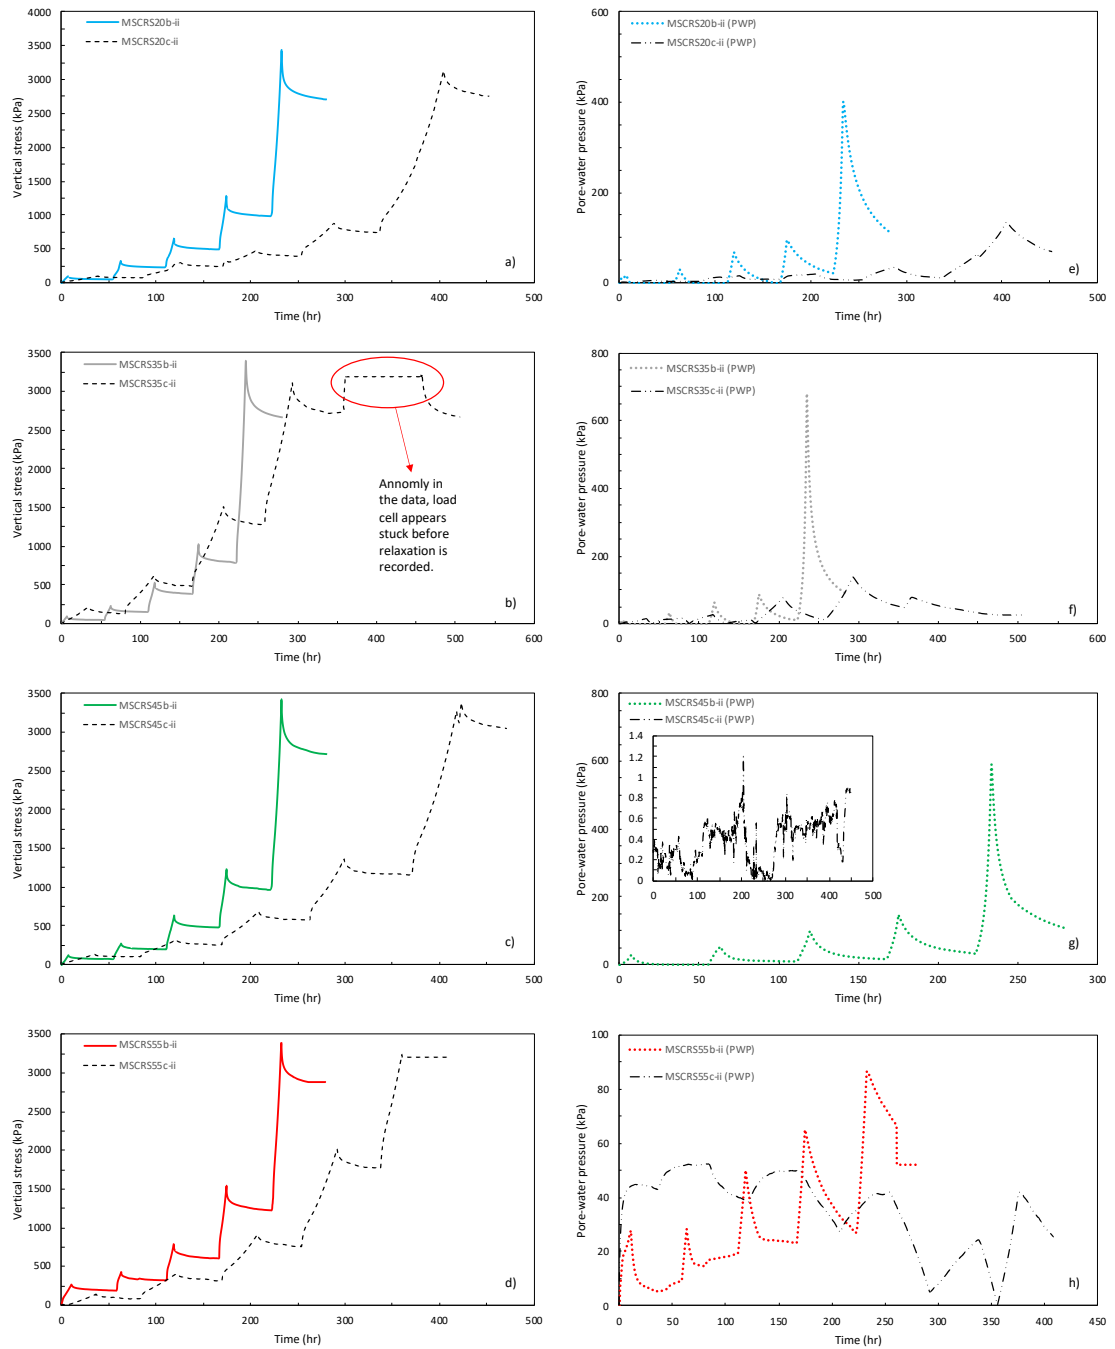 MSCRS20b-ii
MSCRS20c-ii
4000
3500
3000
2500
2000
1500
1000
500
0
Vertical stress (kPa)
0 100 200 300 400 500
Time (hr)
a)
MSCRS20b-ii (PWP)
MSCRS20c-ii (PWP)
600
400
200
0
Pore-water pressure (kPa)
0 100 200 300 400 500
Time (hr)
e)
MSCRS35b-ii
MSCRS35c-ii
3500
3000
2500
2000
1500
1000
500
0
Vertical stress (kPa)
Annomly in
the data, load
cell appears
stuck before
relaxation is
recorded.
0 100 200 300 400 500 600
Time (hr)
b)
MSCRS35b-ii (PWP)
MSCRS35c-ii (PWP)
800
600
400
200
0
Pore-water pressure (kPa)
0 100 200 300 400 500 600
Time (hr)
f)
MSCRS45b-ii
MSCRS45c-ii
3500
3000
2500
2000
1500
1000
500
0
Vertical stress (kPa)
0 100 200 300 400 500
Time (hr)
c)
MSCRS45b-ii (PWP)
MSCRS45c-ii (PWP)
800
600
400
200
0
Pore-water pressure (kPa)
1.4
1.2
1
0.8
0.6
0.4
0.2
0
0 100 200 300 400 500
0 50 100 150 200 250 300
Time (hr)
g)
MSCRS55b-ii
MSCRS55c-ii
3500
3000
2500
2000
1500
1000
500
0
Vertical stress (kPa)
0 100 200 300 400 500
Time (hr)
d)
MSCRS55b-ii (PWP)
MSCRS55c-ii (PWP)
100
80
60
40
20
0
Pore-water pressure (kPa)
0 50 100 150 200 250 300 350 400 450
Time (hr)
h)